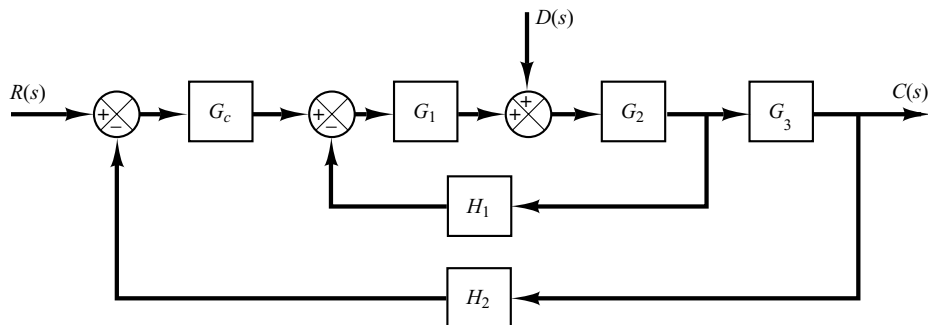 D(s)
R(s)
C(s)
+
−
G_c
+
−
G_1
+
+
G_2
G_3
H_1
H_2